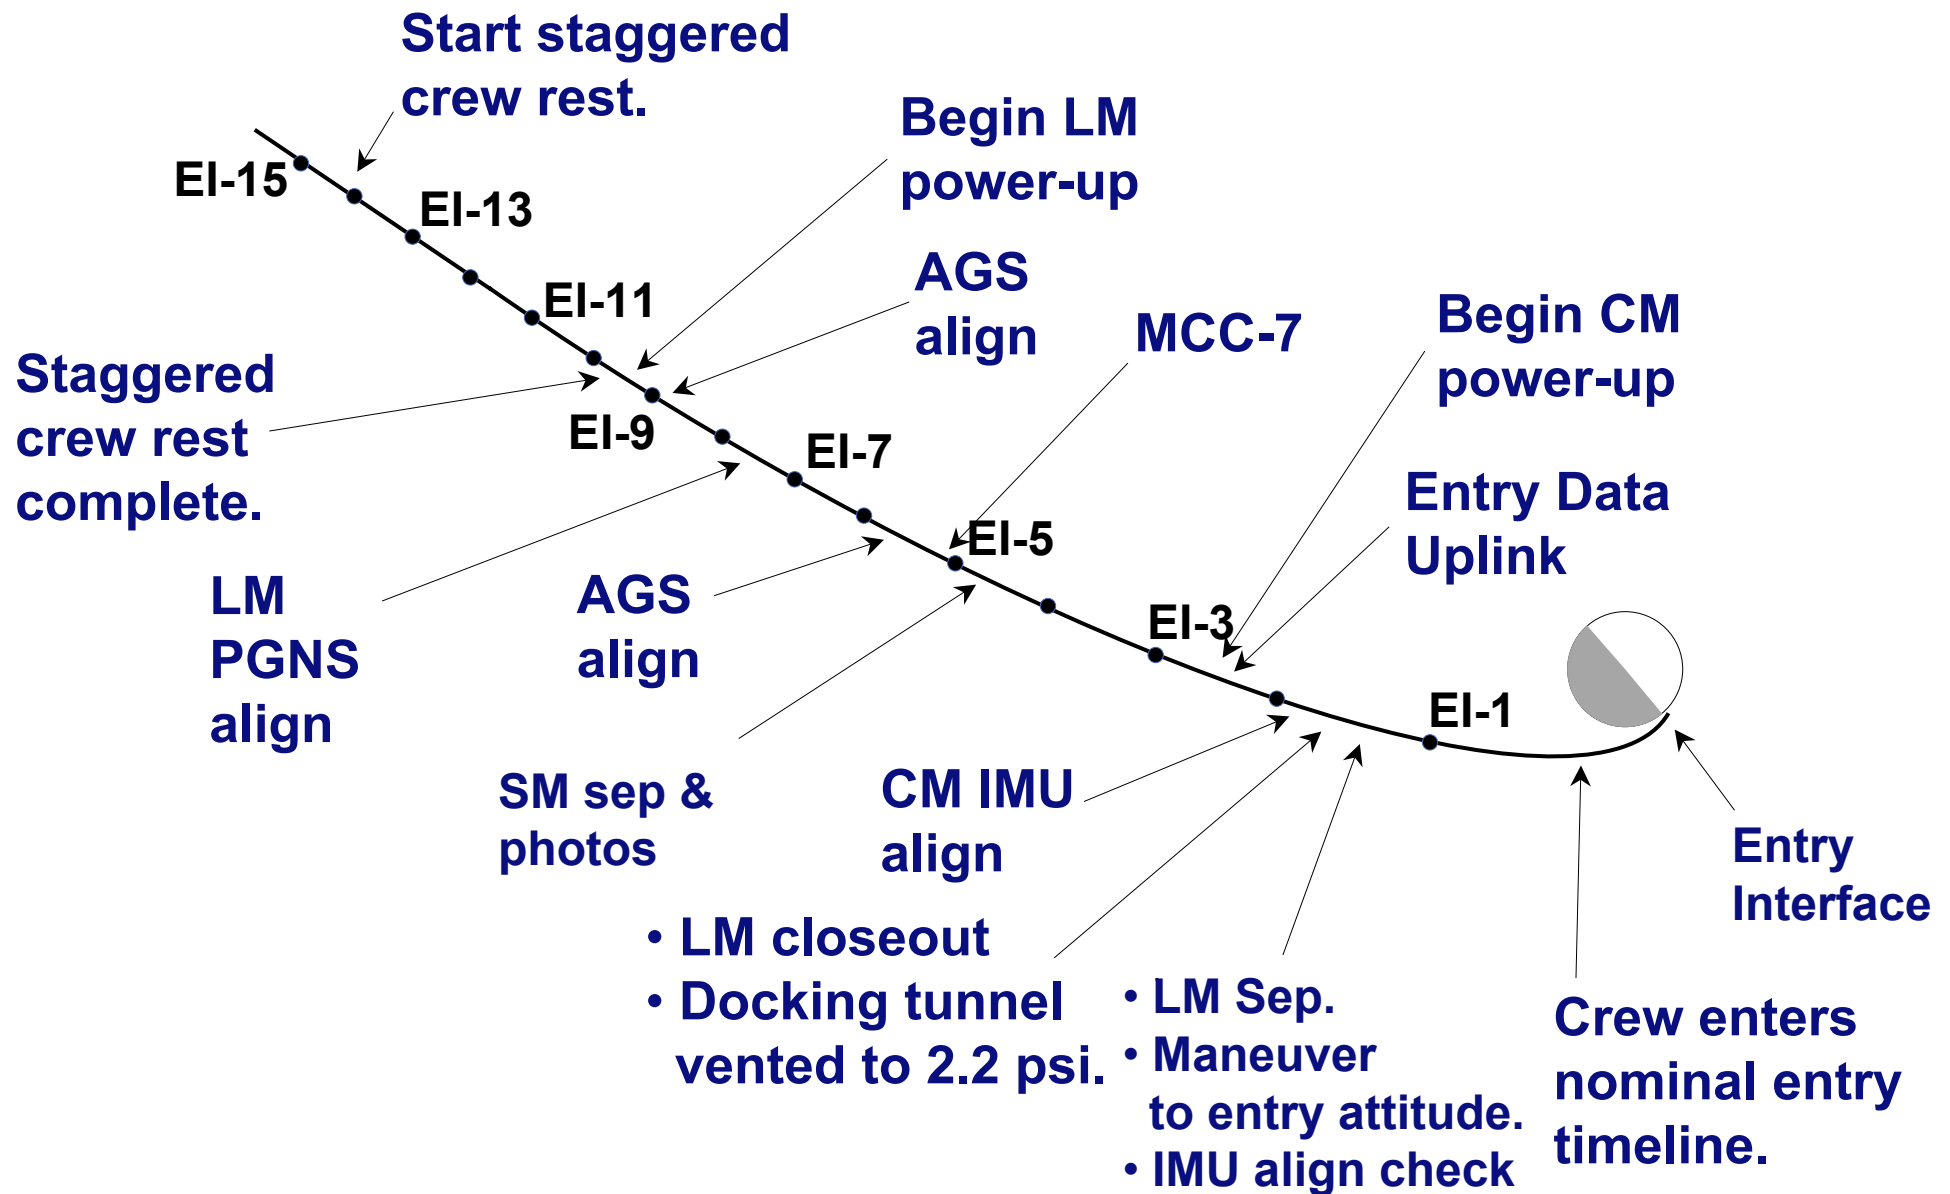 Start staggered
crew rest.
Begin LM
power-up
EI-15
EI-13
AGS
align
EI-11
MCC-7
Begin CM
power-up
Staggered
crew rest
complete.
EI-9
EI-7
Entry Data
Uplink
EI-5
LM
PGNS
align
AGS
align
EI-3
EI-1
SM sep &
photos
CM IMU
align
Entry
Interface
• LM closeout
• Docking tunnel
vented to 2.2 psi.
• LM Sep.
• Maneuver
to entry attitude.
• IMU align check
Crew enters
nominal entry
timeline.